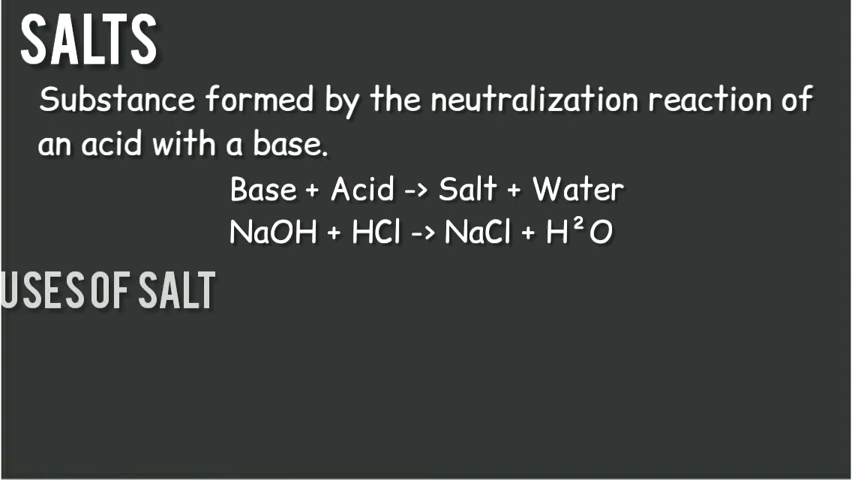 SALTS
Substance formed by the neutralization reaction of
an acid with a base.
Base + Acid -> Salt + Water
NaOH + HCl -> NaCl + H²O
USES OF SALT